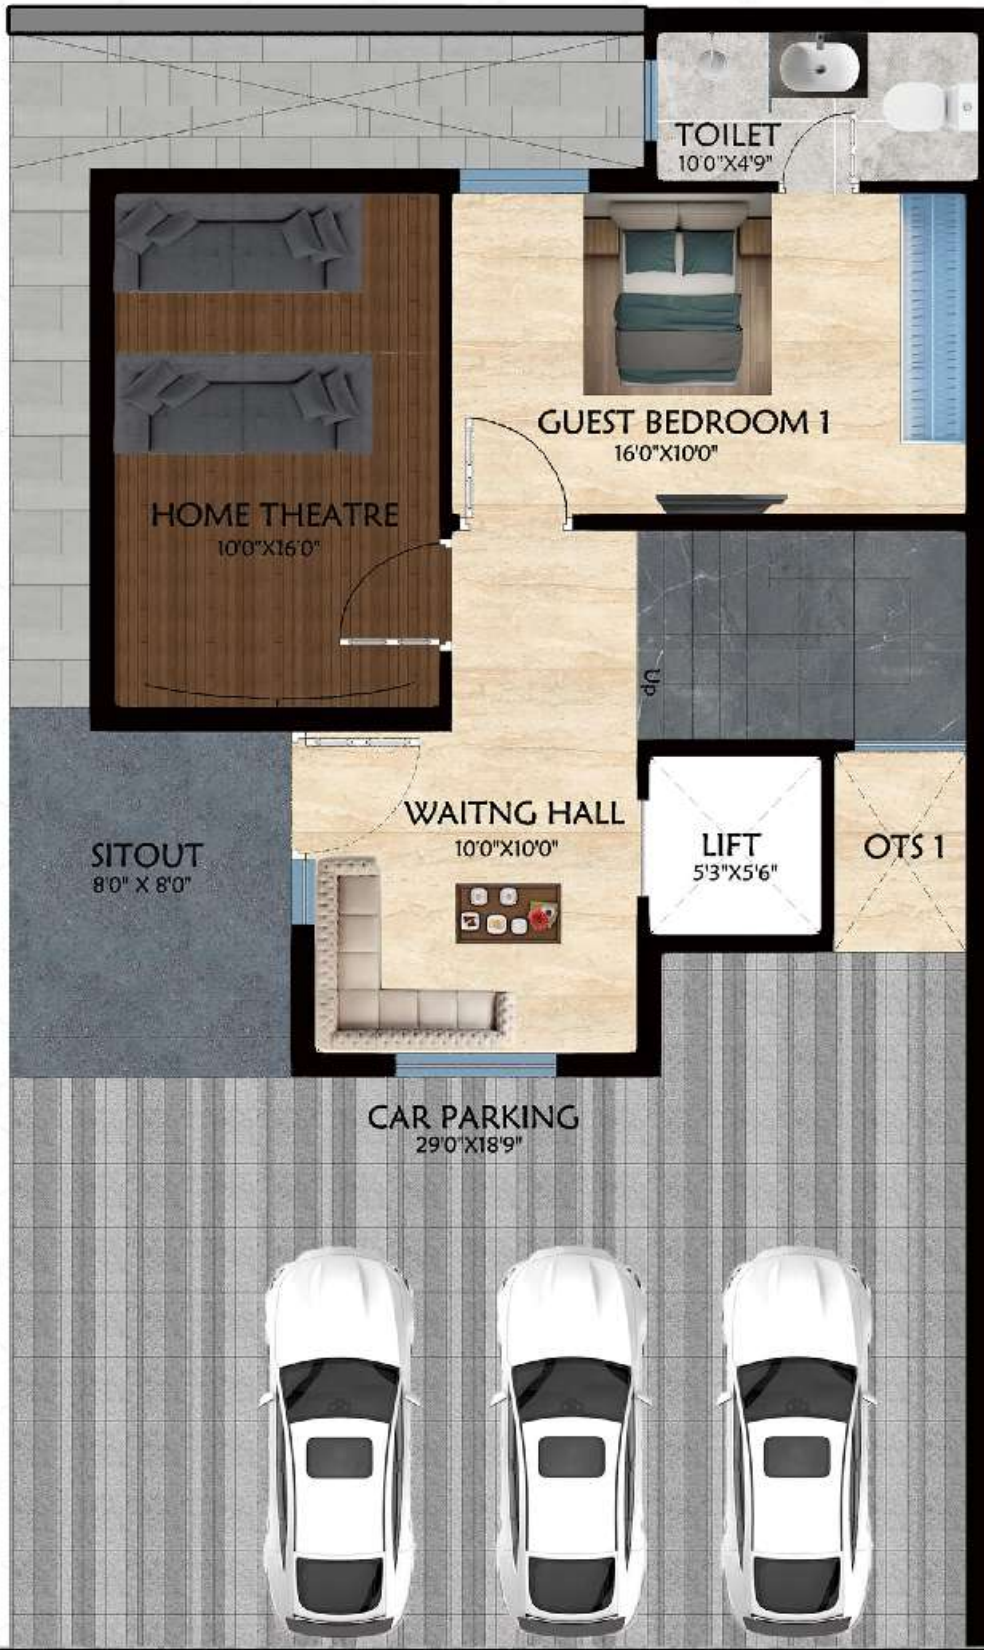 TOILET
10'0"X4'9"
GUEST BEDROOM 1
16'0"X10'0"
HOME THEATRE
10'0"X16'0"
Up
WAITNG HALL
10'0"X10'0"
SITOUT
8'0" X 8'0"
LIFT
5'3"X5'6"
OTS 1
CAR PARKING
29'0"X18'9"